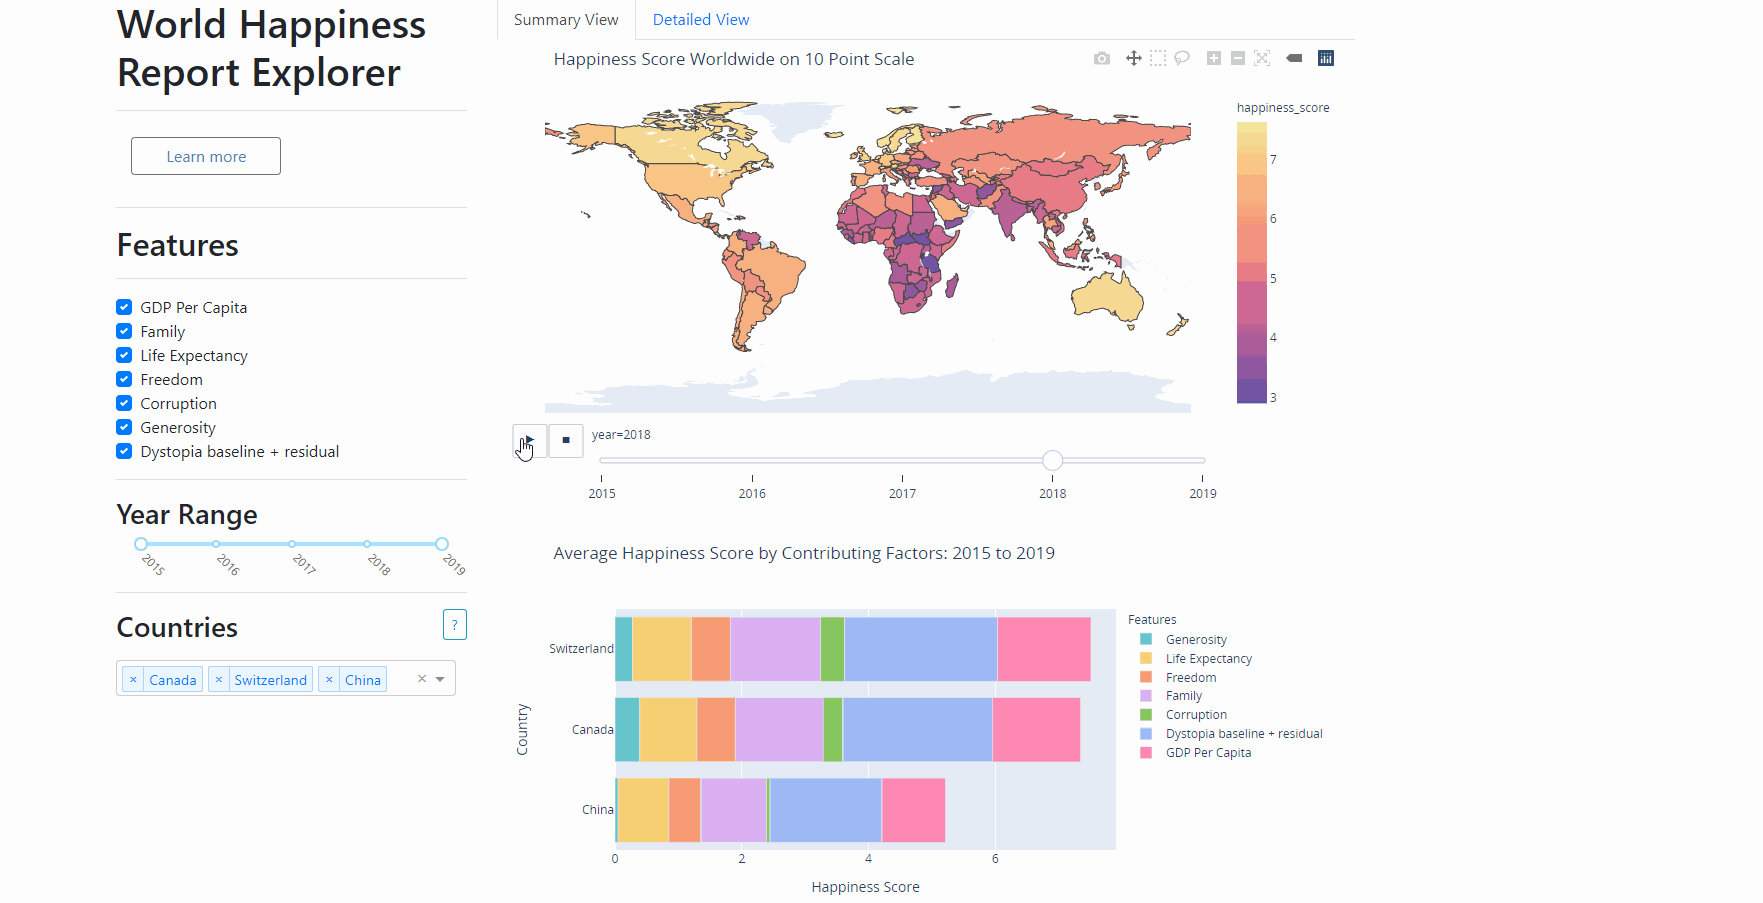 World Happiness
Report Explorer
Learn more
Features
GDP Per Capita
Family
Life Expectancy
Freedom
Corruption
Generosity
Dystopia baseline + residual
Year Range
2015 2016 2017 2018 2019
Countries
?
× Canada × Switzerland × China ×
Summary View Detailed View
Happiness Score Worldwide on 10 Point Scale
happiness_score
7
6
5
4
3
year=2018
2015 2016 2017 2018 2019
Average Happiness Score by Contributing Factors: 2015 to 2019
Country
Switzerland
Canada
China
0 2 4 6
Happiness Score
Features
Generosity
Life Expectancy
Freedom
Family
Corruption
Dystopia baseline + residual
GDP Per Capita